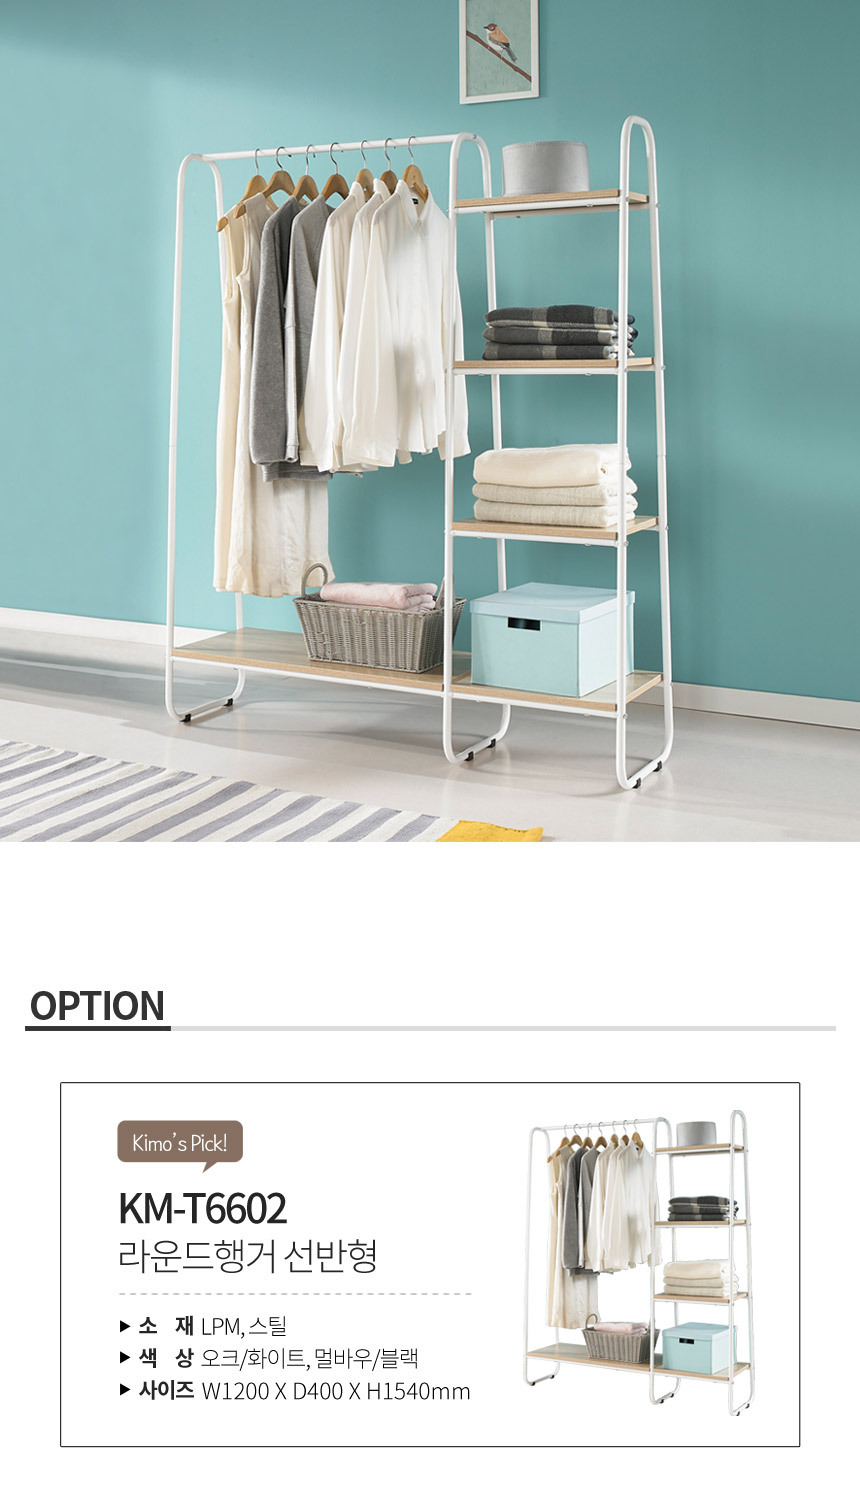 OPTION
Kimo's Pick!
KM-T6602
라운드행거 선반형
▶ 소 재 LPM, 스틸
▶ 색 상 오크/화이트, 멀바우/블랙
▶ 사이즈 W1200 X D400 X H1540mm